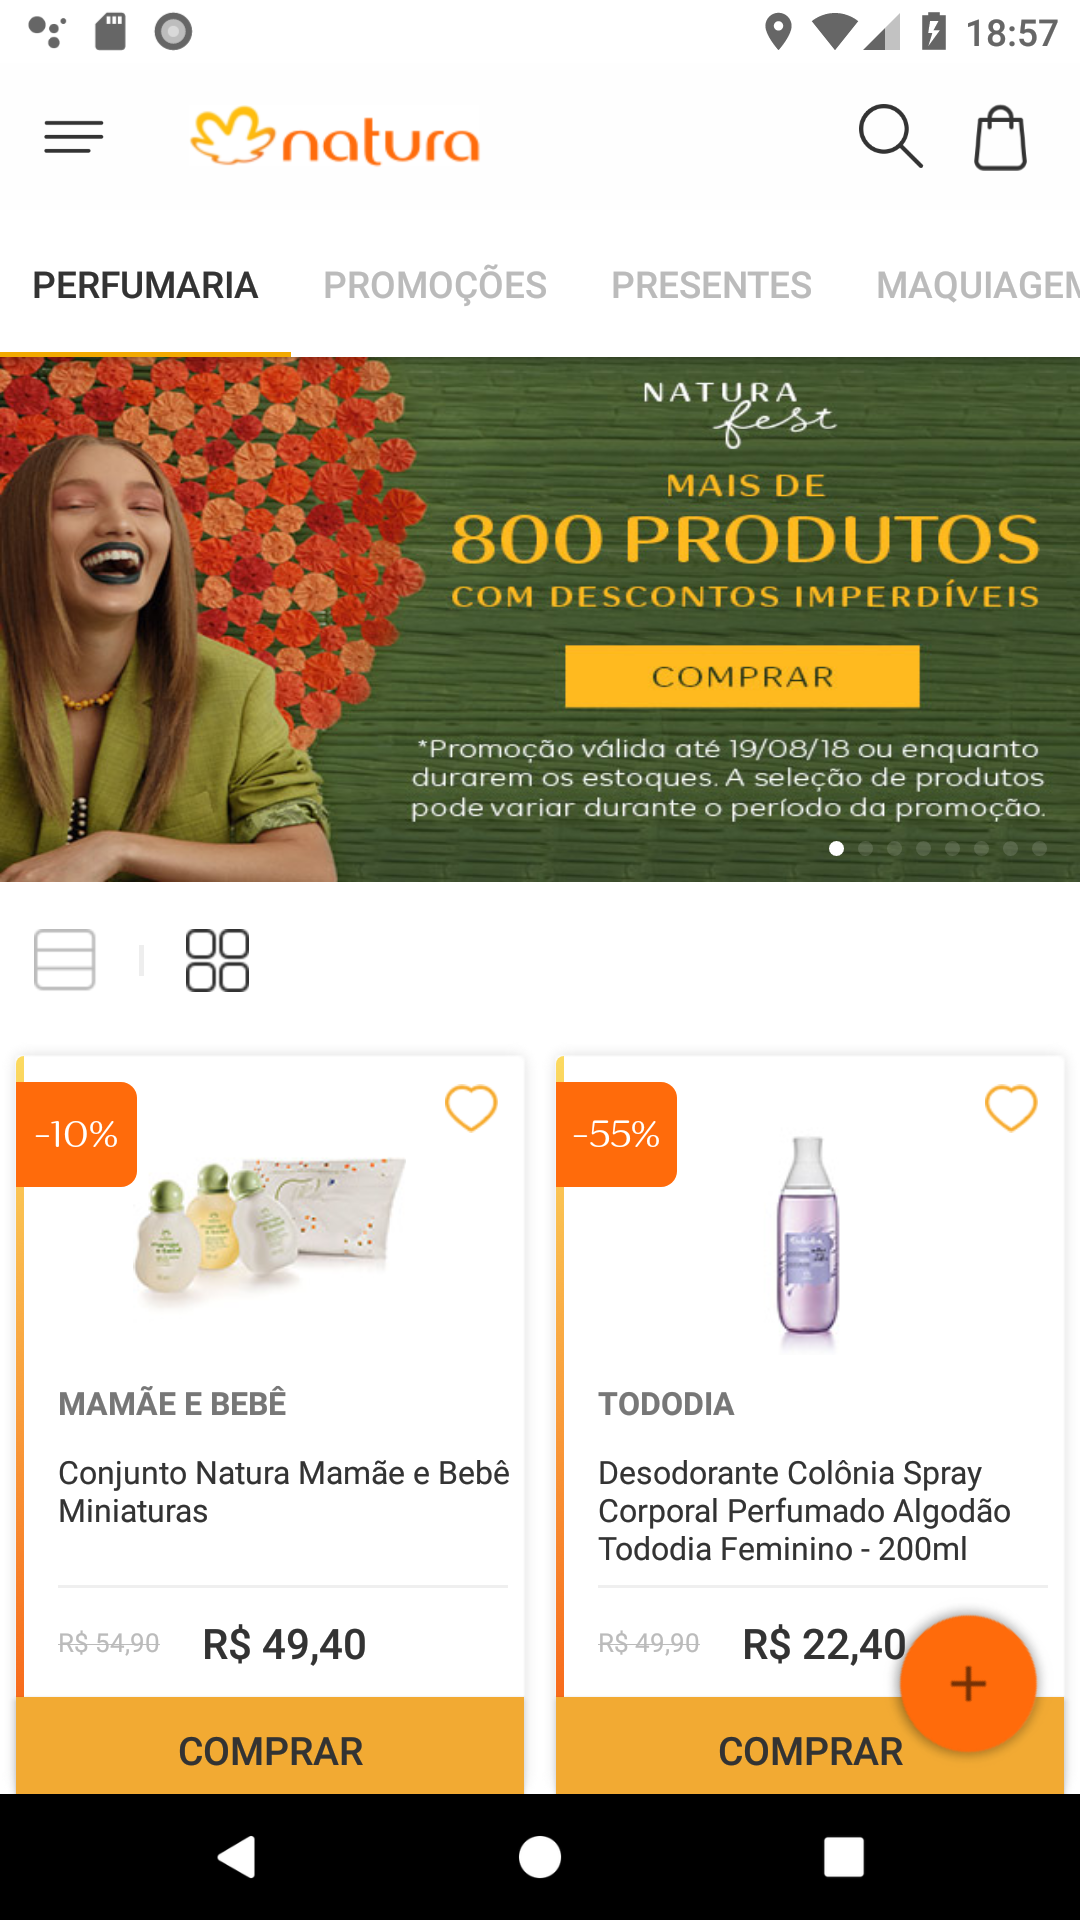 18:57
natura
PERFUMARIA PROMOÇÕES PRESENTES MAQUIAGEM
NATURA
fest
MAIS DE
800 PRODUTOS
COM DESCONTOS IMPERDÍVEIS
COMPRAR
*Promoção válida até 19/08/18 ou enquanto
durarem os estoques. A seleção de produtos
pode variar durante o período da promoção.
-10%
MAMÃE E BEBÊ
Conjunto Natura Mamãe e Bebê
Miniaturas
R$ 54,90 R$ 49,40
COMPRAR
-55%
TODODIA
Desodorante Colônia Spray
Corporal Perfumado Algodão
Tododia Feminino - 200ml
R$ 49,90 R$ 22,40
+
COMPRAR